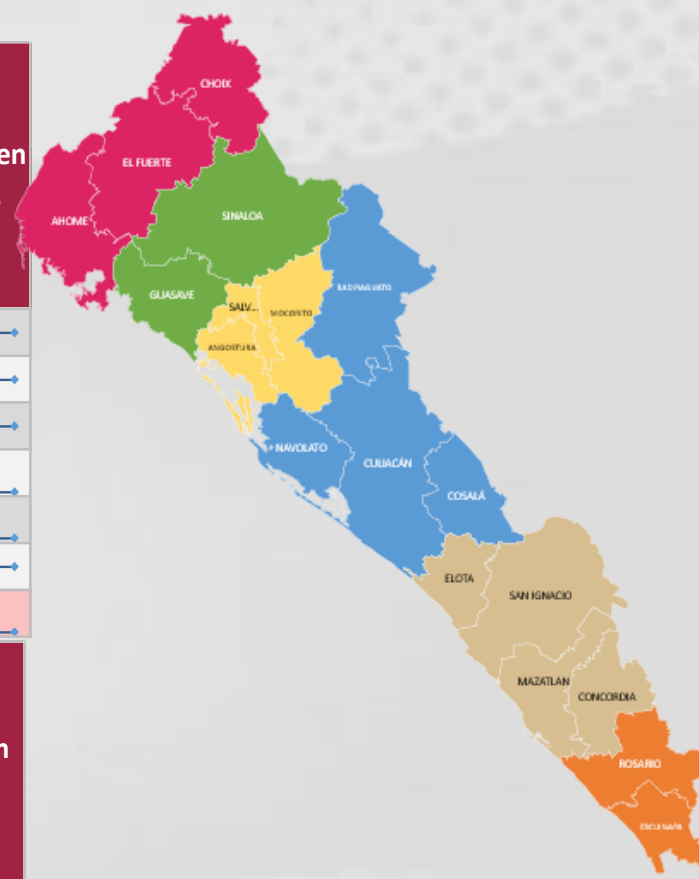 CHOIX
en
EL FUERTE
SINALOA
AHOME
BADIRAGUATO
GUASAVE
SALV...
MOCORITO
ANGOSTURA
NAVOLATO
CULIACÁN
COSALÁ
ELOTA
SAN IGNACIO
MAZATLAN
CONCORDIA
ROSARIO
ESCUINAPA